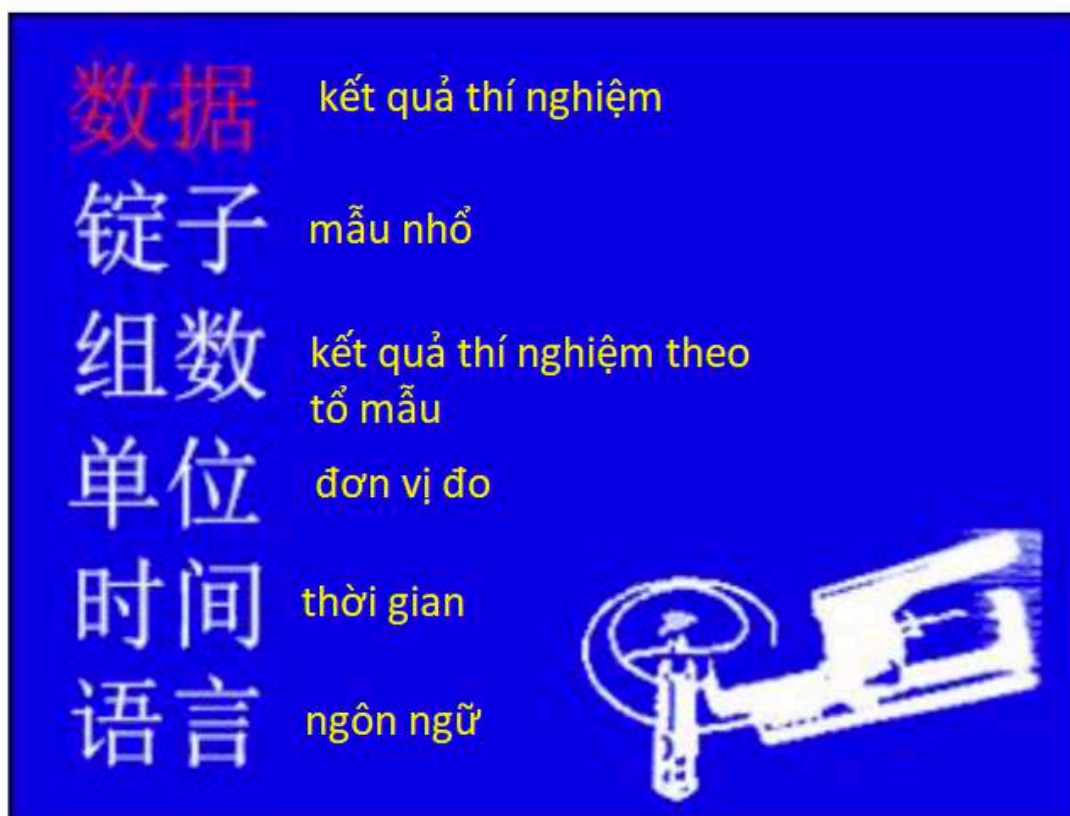 数据 kết quả thí nghiệm
锭子 mẫu nhổ
组数 kết quả thí nghiệm theo
tổ mẫu
单位 đơn vị đo
时间 thời gian
语言 ngôn ngữ